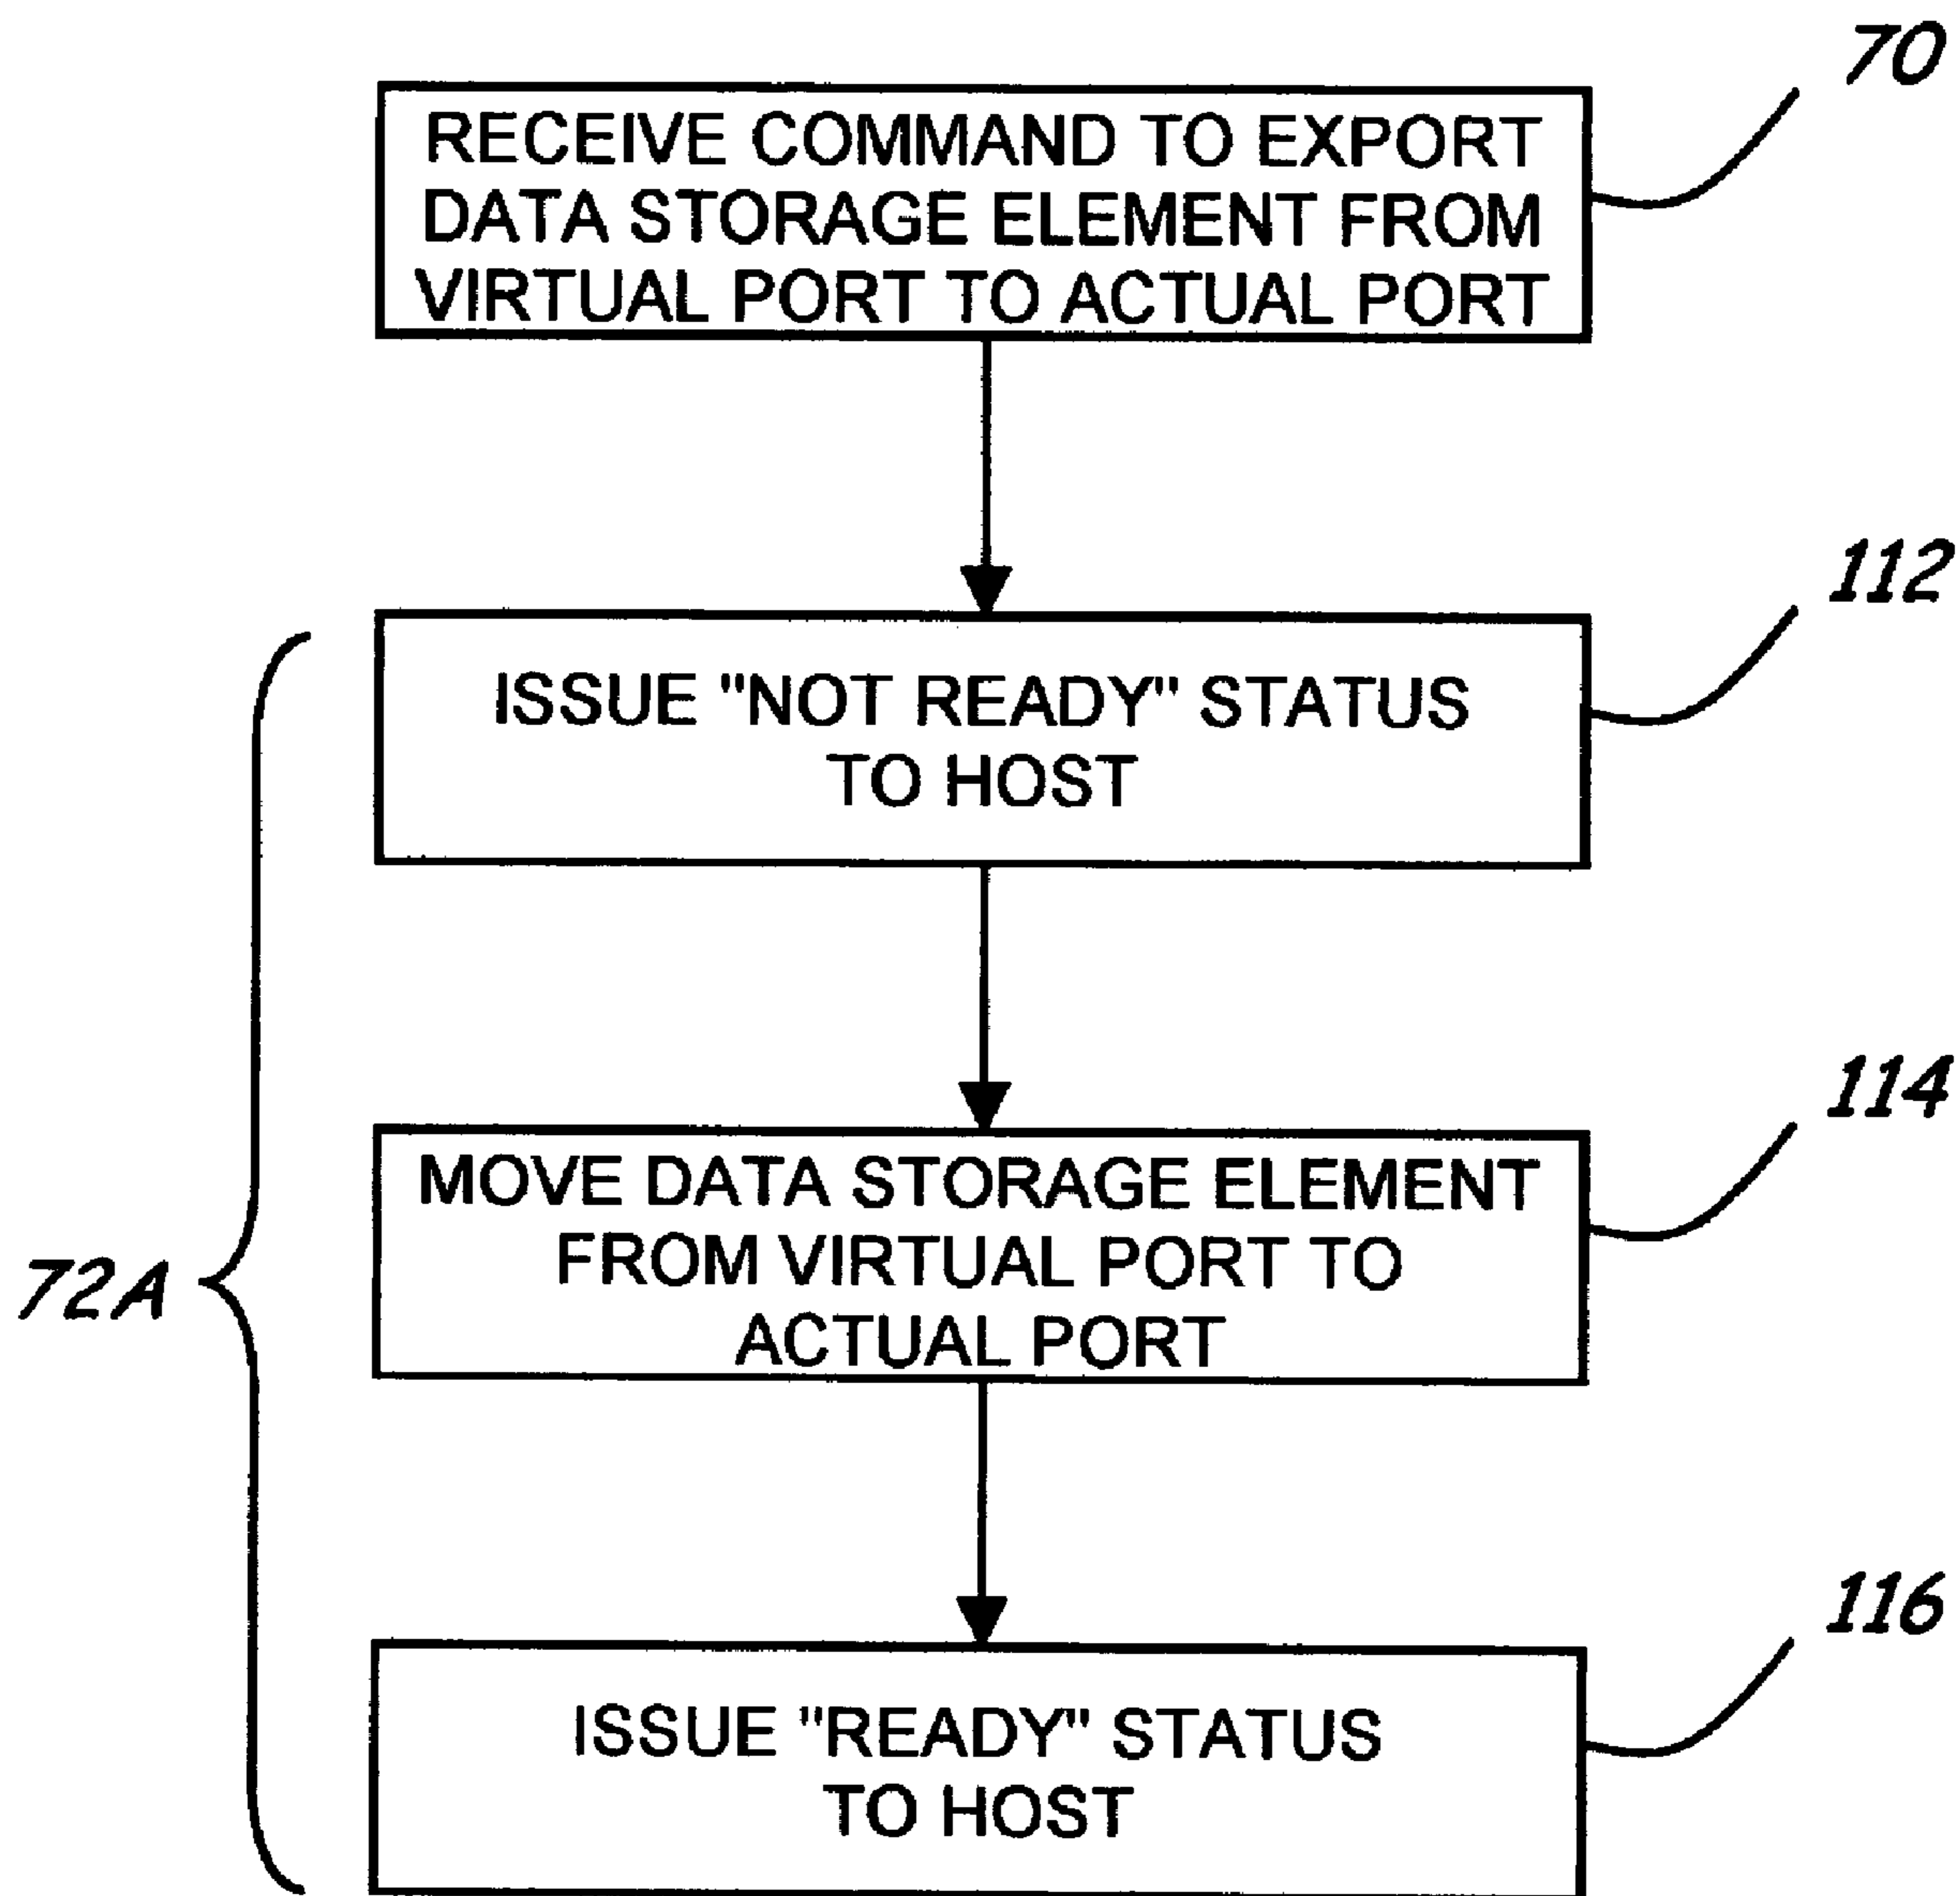 70
RECEIVE COMMAND TO EXPORT
DATA STORAGE ELEMENT FROM
VIRTUAL PORT TO ACTUAL PORT
112
ISSUE "NOT READY" STATUS
TO HOST
114
MOVE DATA STORAGE ELEMENT
FROM VIRTUAL PORT TO
ACTUAL PORT
72A
116
ISSUE "READY" STATUS
TO HOST